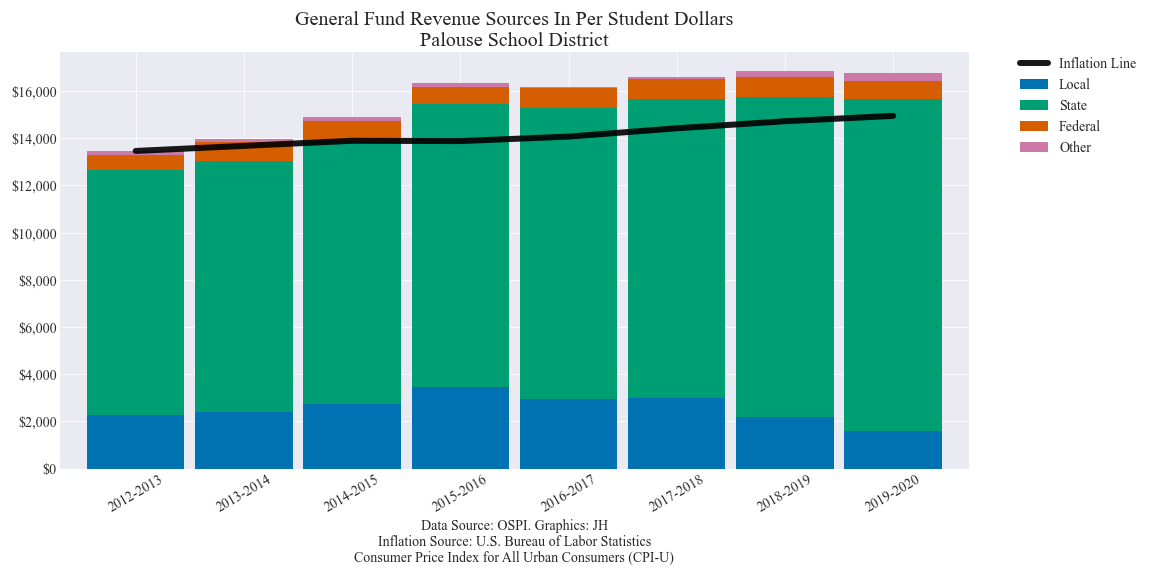 General Fund Revenue Sources In Per Student Dollars
Palouse School District
Inflation Line
Local
State
Federal
Other
$16,000
$14,000
$12,000
$10,000
$8,000
$6,000
$4,000
$2,000
$0
2012-2013
2013-2014
2014-2015
2015-2016
2016-2017
2017-2018
2018-2019
2019-2020
Data Source: OSPI. Graphics: JH
Inflation Source: U.S. Bureau of Labor Statistics
Consumer Price Index for All Urban Consumers (CPI-U)